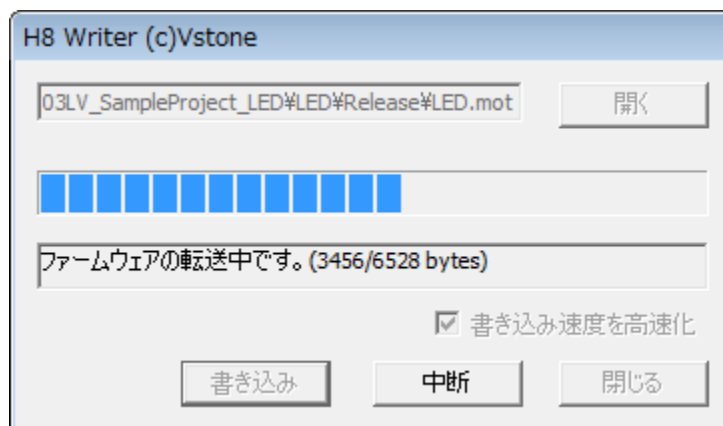 H8 Writer (c)Vstone
03LV_SampleProject_LED¥LED¥Release¥LED.mot
開く
ファームウェアの転送中です。(3456/6528 bytes)
書き込み速度を高速化
書き込み
中断
閉じる